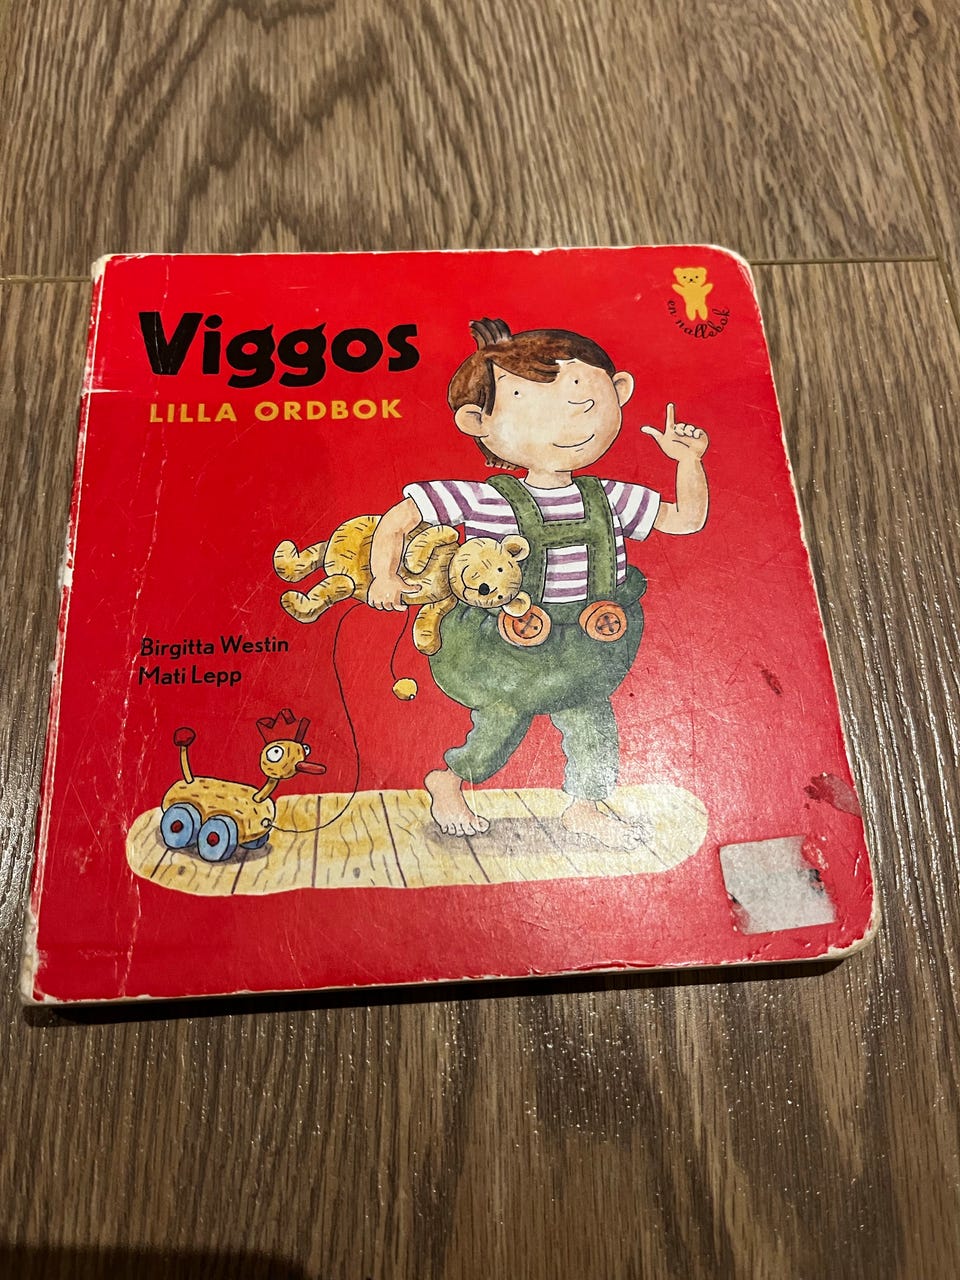 Viggos
LILLA ORDBOK
en nallebok
Birgitta Westin
Mati Lepp